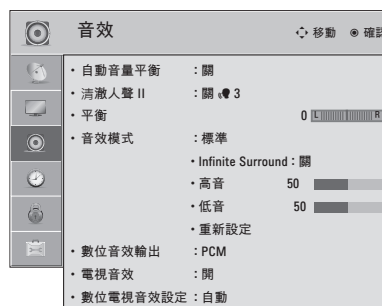 音效
移動 確認
・自動音量平衡 ：關
・清澈人聲 II ：關 3
・平衡 0 L R
・音效模式 ：標準
・Infinite Surround：關
・高音 50
・低音 50
・重新設定
・數位音效輸出 ：PCM
・電視音效 ：開
・數位電視音效設定 ：自動